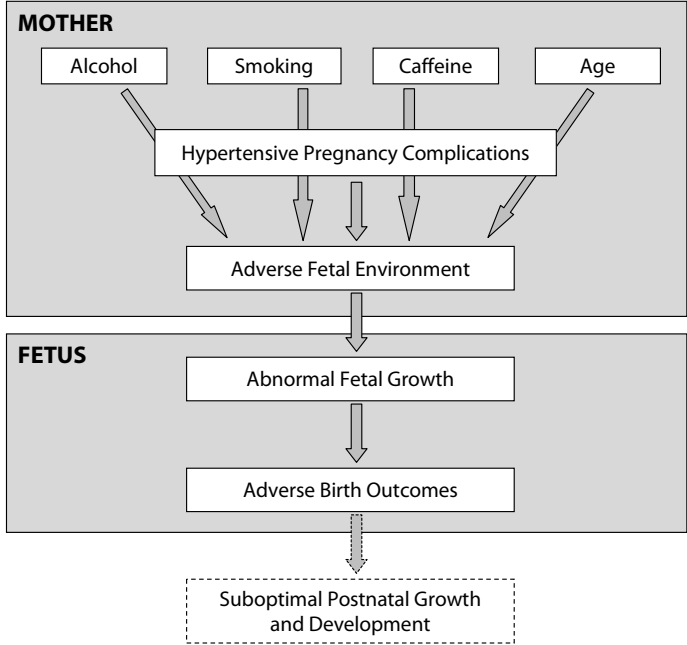 MOTHER
Alcohol
Smoking
Caffeine
Age
Hypertensive Pregnancy Complications
Adverse Fetal Environment
FETUS
Abnormal Fetal Growth
Adverse Birth Outcomes
Suboptimal Postnatal Growth
and Development